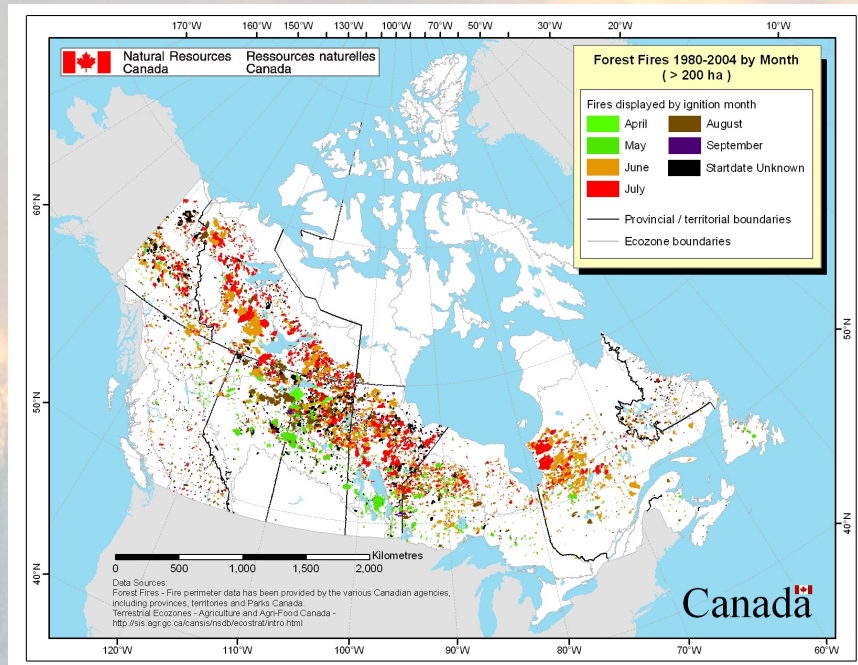 170°W 160°W 150°W 140°W 130°W 120°W 100°W 90°W 80°W 70°W 60°W 50°W 40°W 30°W 20°W 10°W
Natural Resources Canada
Ressources naturelles Canada
Forest Fires 1980-2004 by Month
( > 200 ha )
Fires displayed by ignition month
April
May
June
July
August
September
Startdate Unknown
Provincial / territorial boundaries
Ecozone boundaries
60°N
50°N
40°N
50°N
40°N
Kilometres
0 500 1,000 1,500 2,000
Data Sources:
Forest Fires - Fire perimeter data has been provided by the various Canadian agencies,
including provinces, territories and Parks Canada.
Terrestrial Ecozones - Agriculture and Agri-Food Canada -
http://sis.agr.gc.ca/cansis/nsdb/ecostrat/intro.html
Canada
120°W 110°W 100°W 90°W 80°W 70°W 60°W